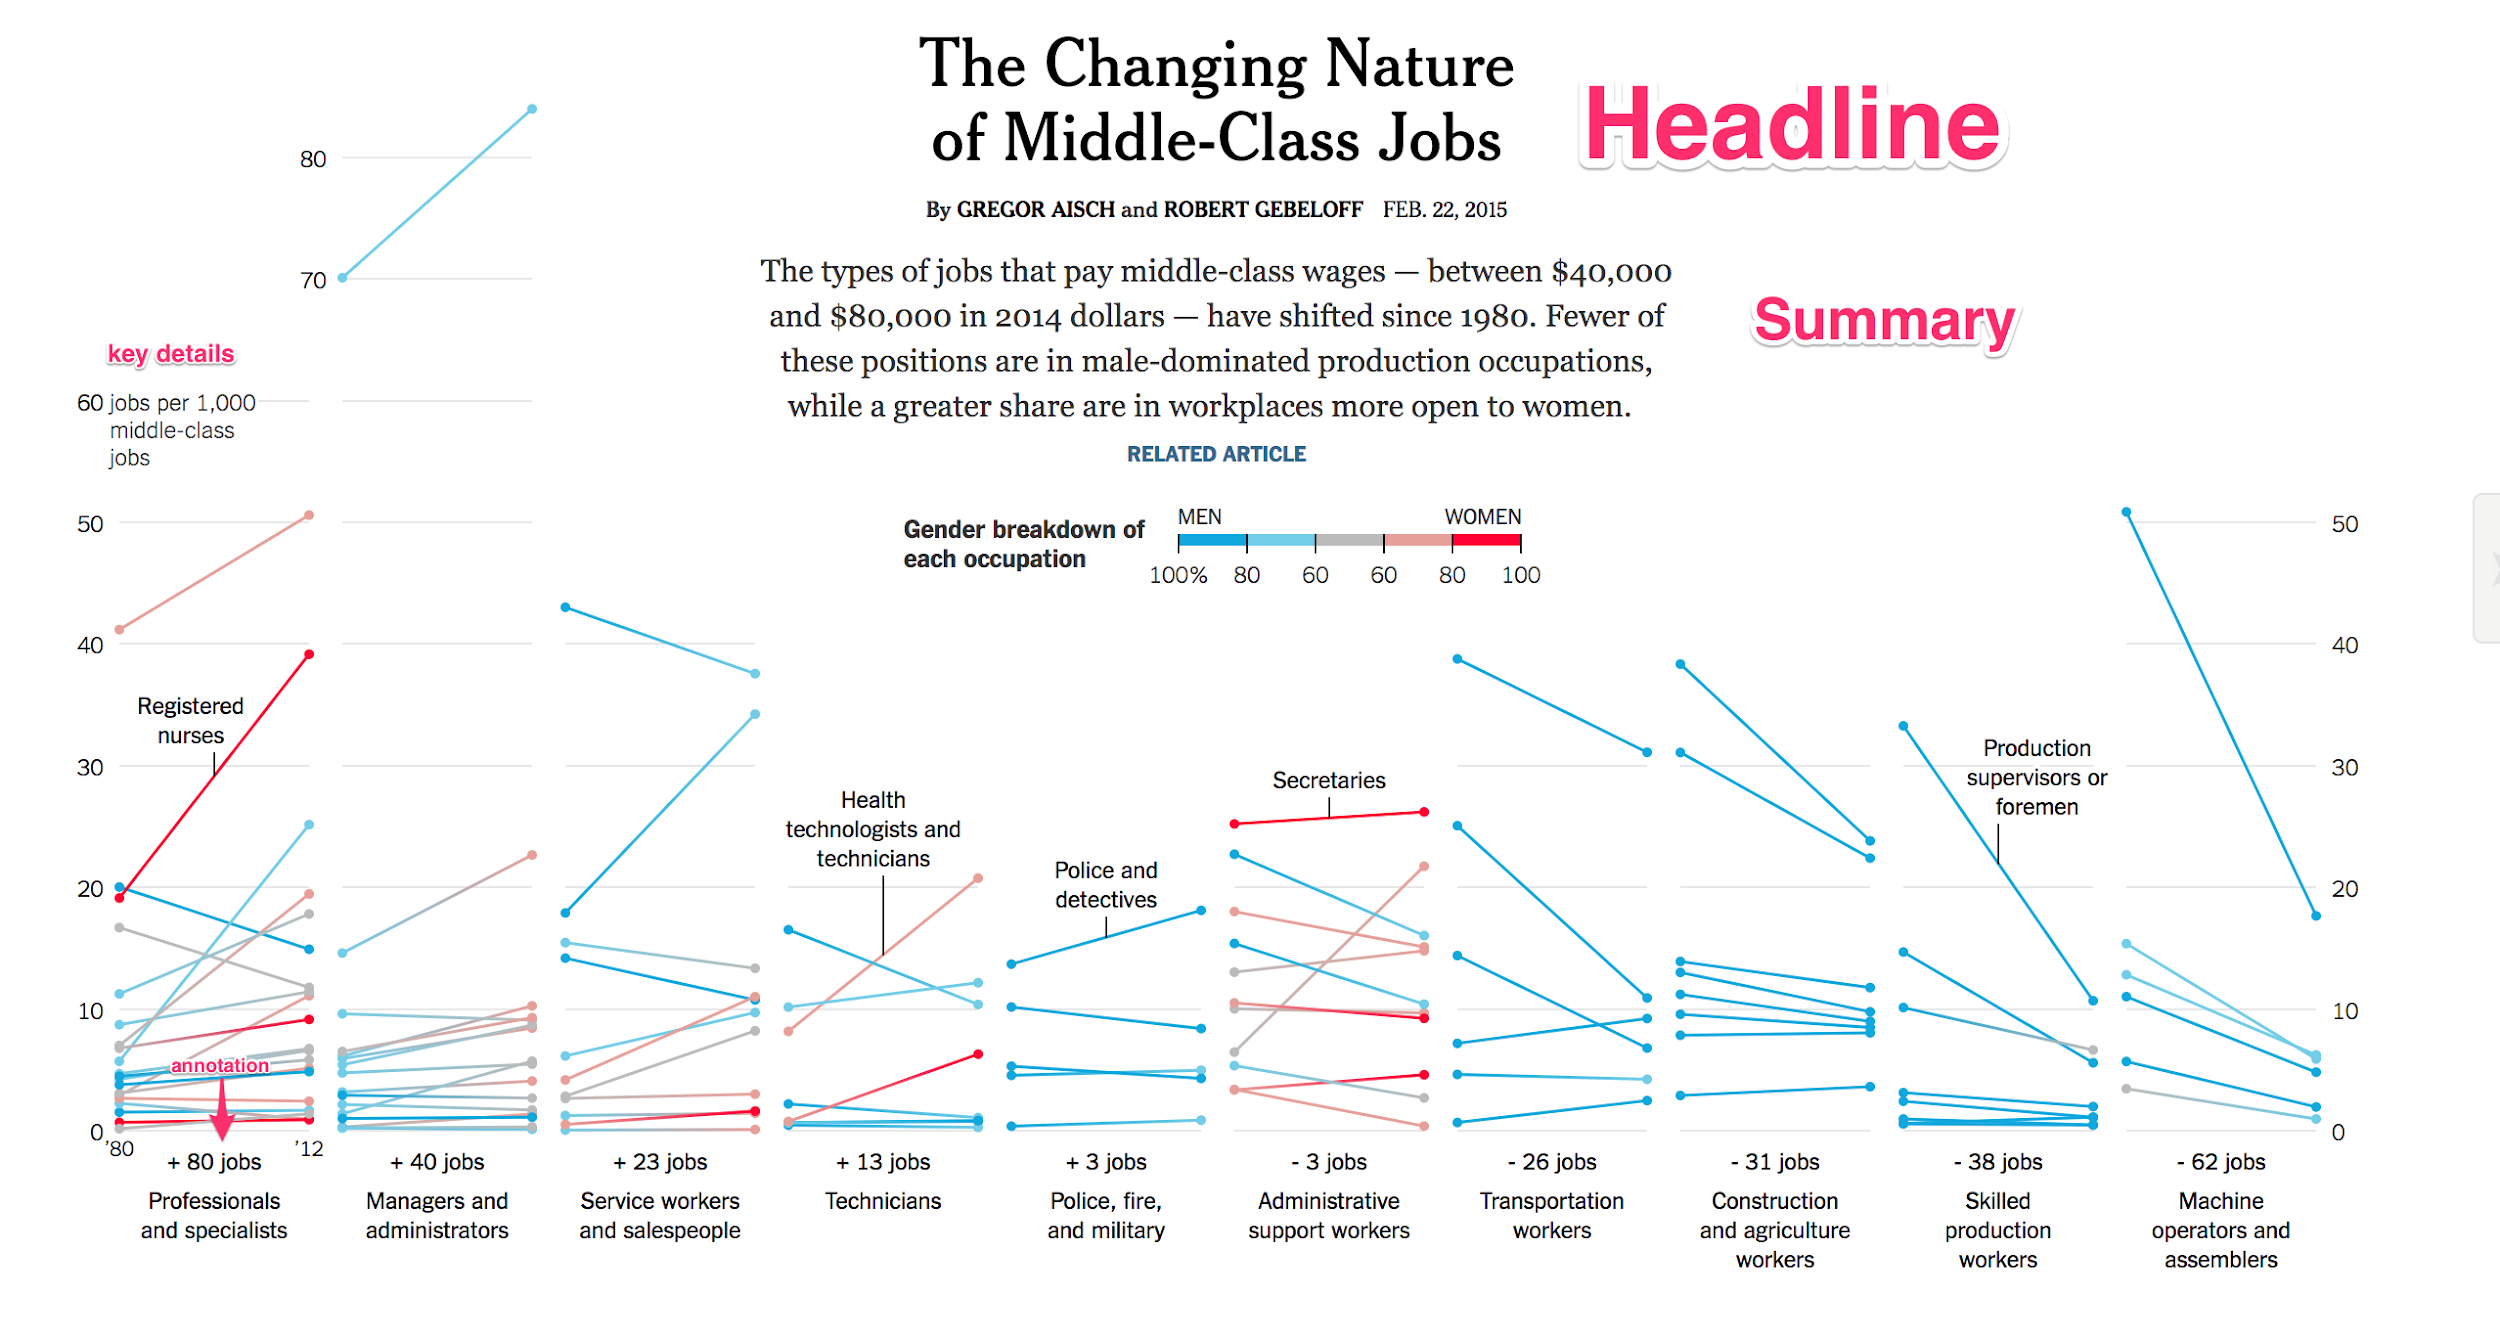 The Changing Nature
of Middle-Class Jobs
Headline
By GREGOR AISCH and ROBERT GEBELOFF FEB. 22, 2015
The types of jobs that pay middle-class wages — between $40,000
and $80,000 in 2014 dollars — have shifted since 1980. Fewer of
these positions are in male-dominated production occupations,
while a greater share are in workplaces more open to women.
Summary
RELATED ARTICLE
Gender breakdown of
each occupation
MEN WOMEN
100% 80 60 60 80 100
80
70
key details
60 jobs per 1,000
middle-class
jobs
50
40
30
20
10
0
'80 '12
Registered
nurses
annotation
Health
technologists and
technicians
Police and
detectives
Secretaries
Production
supervisors or
foremen
50
40
30
20
10
0
+ 80 jobs
Professionals
and specialists
+ 40 jobs
Managers and
administrators
+ 23 jobs
Service workers
and salespeople
+ 13 jobs
Technicians
+ 3 jobs
Police, fire,
and military
- 3 jobs
Administrative
support workers
- 26 jobs
Transportation
workers
- 31 jobs
Construction
and agriculture
workers
- 38 jobs
Skilled
production
workers
- 62 jobs
Machine
operators and
assemblers